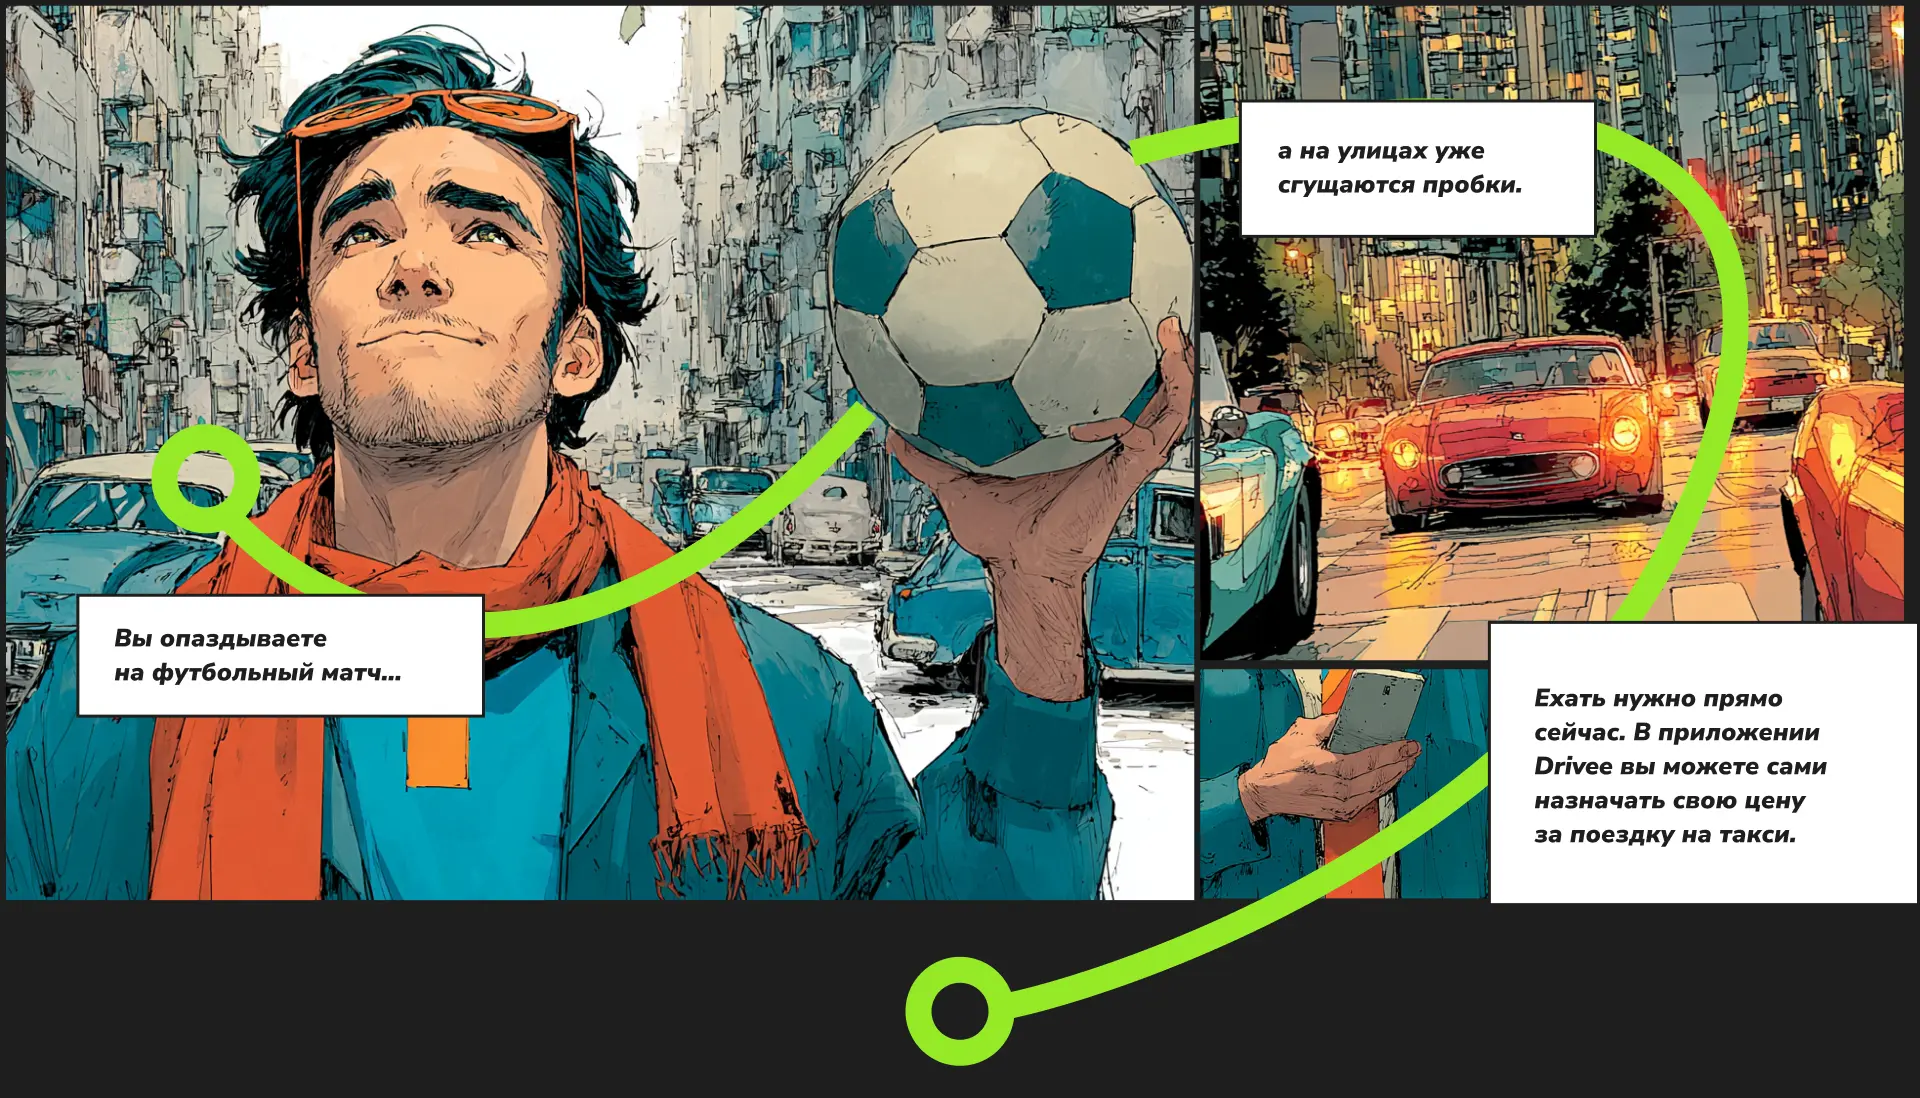 Вы опаздываете
на футбольный матч...
а на улицах уже
сгущаются пробки.
Ехать нужно прямо
сейчас. В приложении
Drivee вы можете сами
назначать свою цену
за поездку на такси.